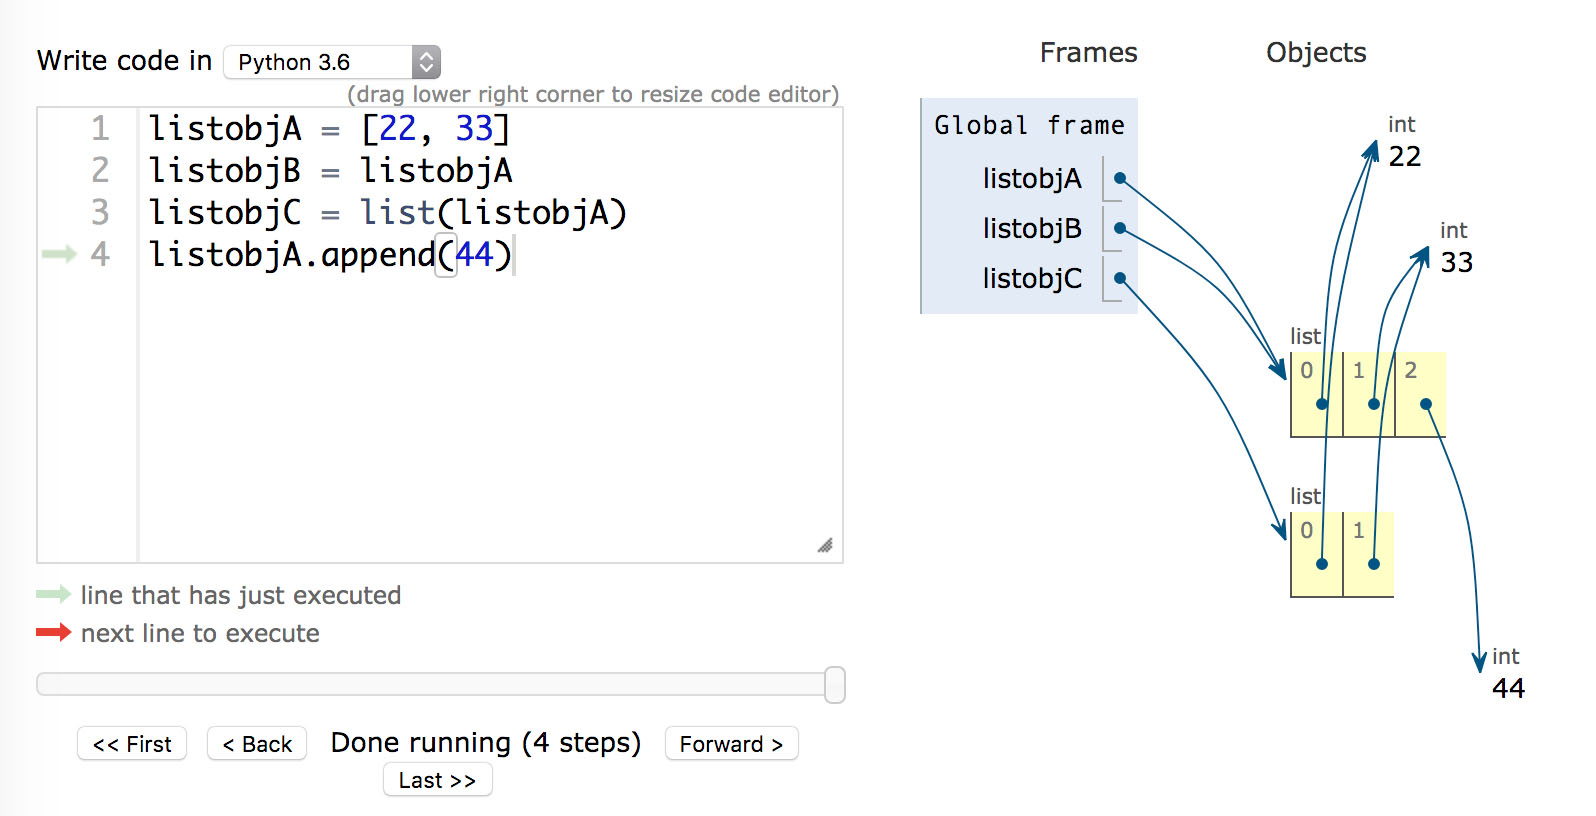 Write code in Python 3.6
(drag lower right corner to resize code editor)
1 listobjA = [22, 33]
2 listobjB = listobjA
3 listobjC = list(listobjA)
4 listobjA.append(44)
line that has just executed
next line to execute
<< First < Back Done running (4 steps) Forward >
Last >>
Frames Objects
Global frame
listobjA
listobjB
listobjC
int
22
int
33
list
0 1 2
list
0 1
int
44